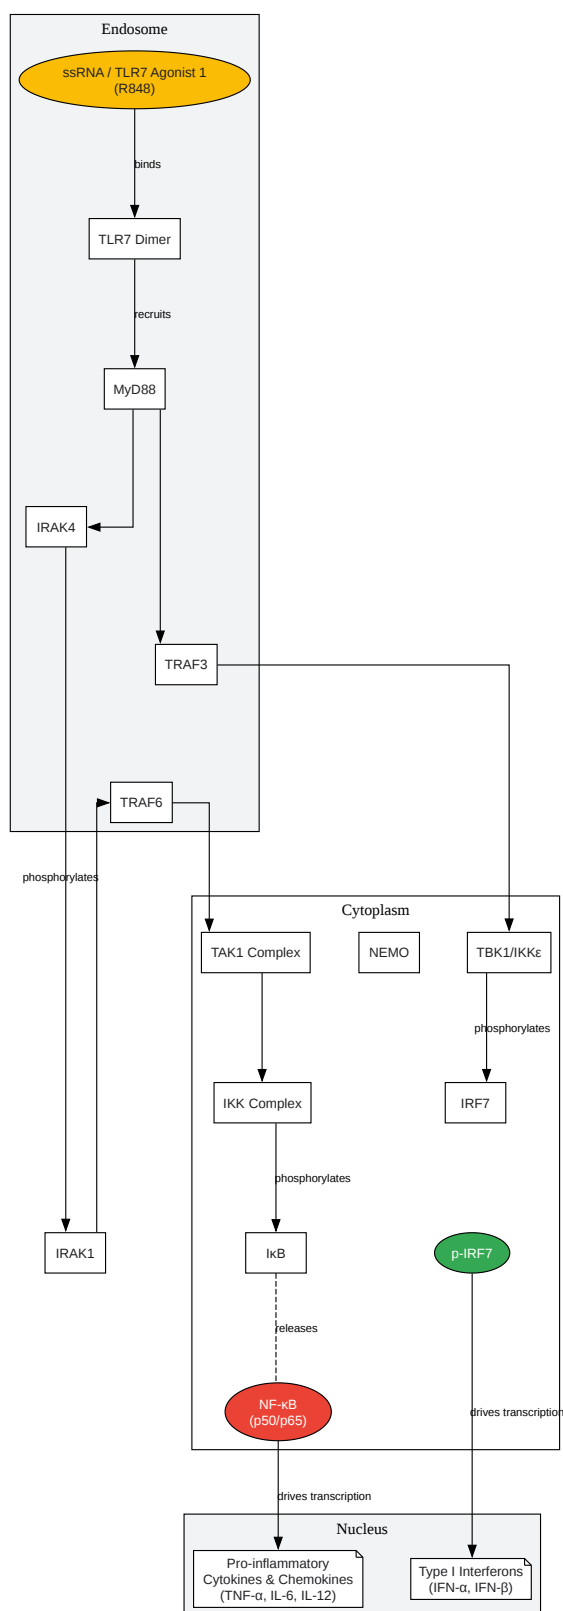 Endosome
ssRNA / TLR7 Agonist 1
(R848)
binds
TLR7 Dimer
recruits
MyD88
IRAK4
TRAF3
TRAF6
phosphorylates
Cytoplasm
TAK1 Complex
NEMO
TBK1/IKKε
phosphorylates
IKK Complex
IRF7
phosphorylates
IRAK1
IκB
p-IRF7
releases
NF-κB
(p50/p65)
drives transcription
drives transcription
Nucleus
Pro-inflammatory
Cytokines & Chemokines
(TNF-α, IL-6, IL-12)
Type I Interferons
(IFN-α, IFN-β)